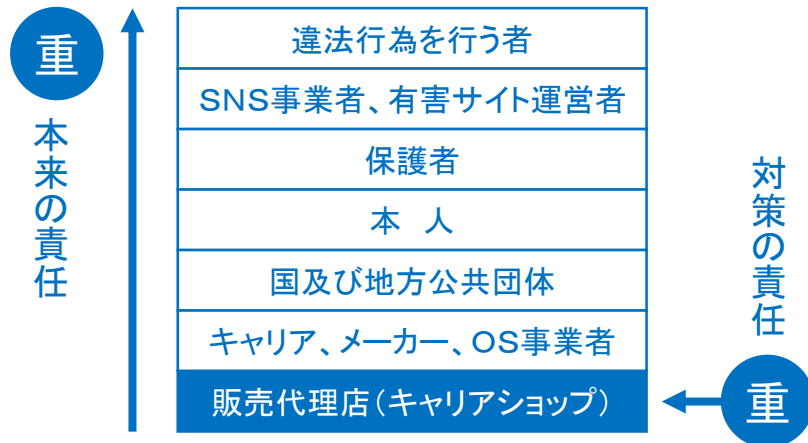 重
本来の責任
違法行為を行う者
SNS事業者、有害サイト運営者
保護者
本 人
国及び地方公共団体
キャリア、メーカー、OS事業者
販売代理店(キャリアショップ)
対策の責任
重